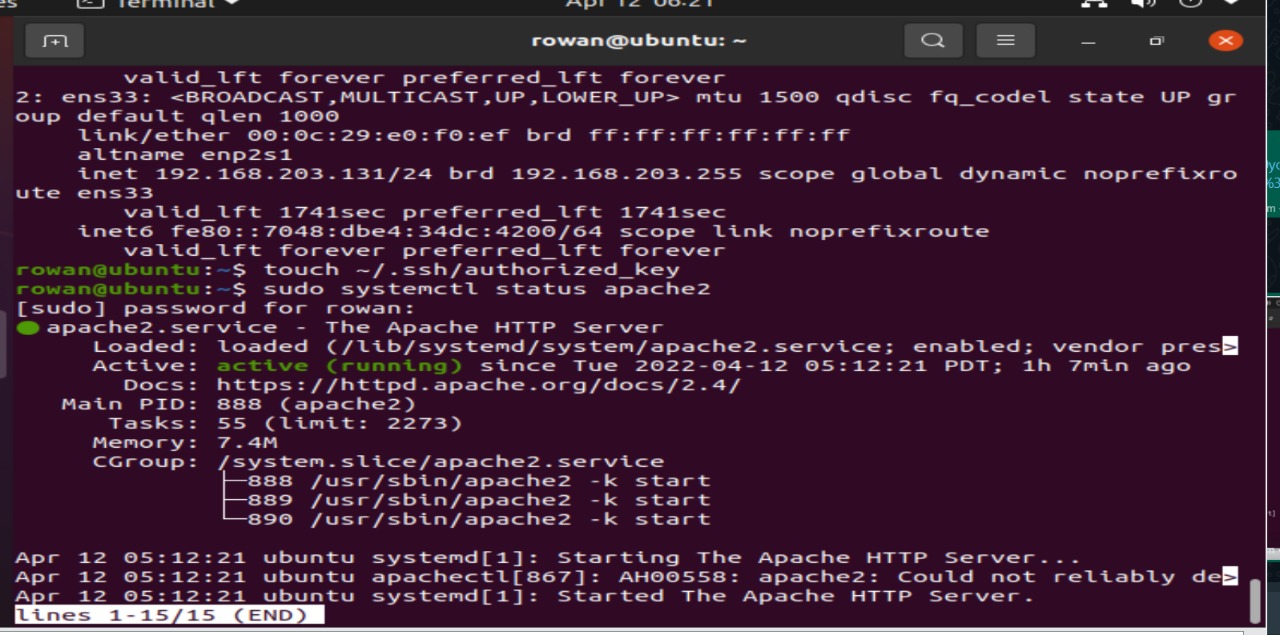 Terminal
Apr 12 06:21
rowan@ubuntu: ~
valid_lft forever preferred_lft forever
2: ens33: <BROADCAST,MULTICAST,UP,LOWER_UP> mtu 1500 qdisc fq_codel state UP gr
oup default qlen 1000
link/ether 00:0c:29:e0:f0:ef brd ff:ff:ff:ff:ff:ff
altname enp2s1
inet 192.168.203.131/24 brd 192.168.203.255 scope global dynamic noprefixro
ute ens33
valid_lft 1741sec preferred_lft 1741sec
inet6 fe80::7048:dbe4:34dc:4200/64 scope link noprefixroute
valid_lft forever preferred_lft forever
rowan@ubuntu:~$ touch ~/.ssh/authorized_key
rowan@ubuntu:~$ sudo systemctl status apache2
[sudo] password for rowan:
● apache2.service - The Apache HTTP Server
Loaded: loaded (/lib/systemd/system/apache2.service; enabled; vendor pres>
Active: active (running) since Tue 2022-04-12 05:12:21 PDT; 1h 7min ago
Docs: https://httpd.apache.org/docs/2.4/
Main PID: 888 (apache2)
Tasks: 55 (limit: 2273)
Memory: 7.4M
CGroup: /system.slice/apache2.service
├─888 /usr/sbin/apache2 -k start
├─889 /usr/sbin/apache2 -k start
└─890 /usr/sbin/apache2 -k start
Apr 12 05:12:21 ubuntu systemd[1]: Starting The Apache HTTP Server...
Apr 12 05:12:21 ubuntu apachectl[867]: AH00558: apache2: Could not reliably de>
Apr 12 05:12:21 ubuntu systemd[1]: Started The Apache HTTP Server.
lines 1-15/15 (END)